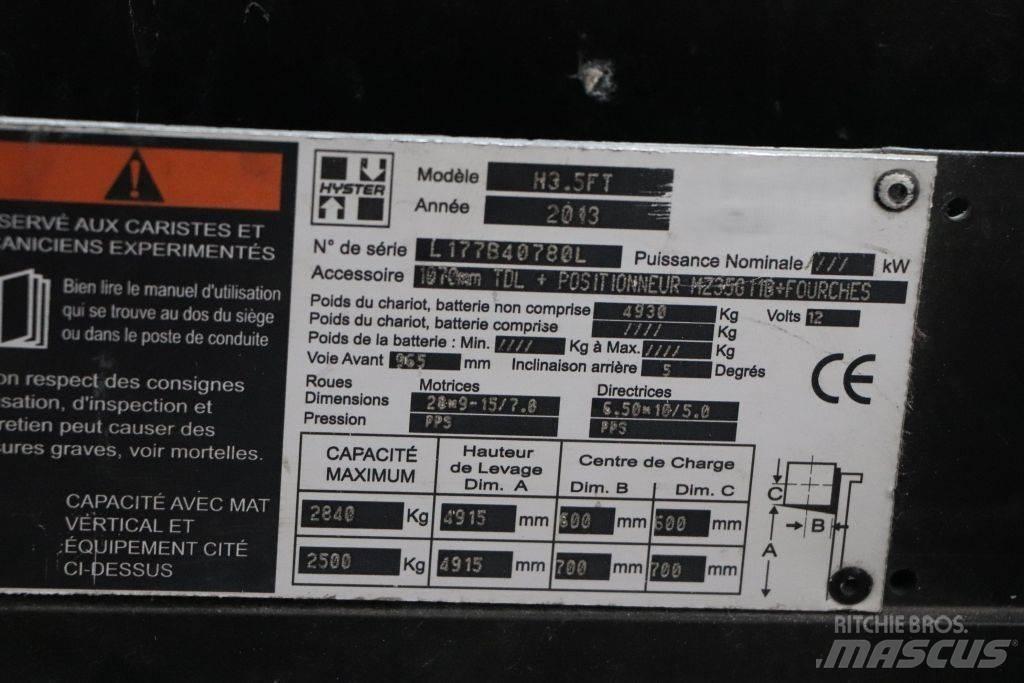 SERVÉ AUX CARISTES ET
CANICIENS EXPERIMENTÉS
Bien lire le manuel d'utilisation
qui se trouve au dos du siège
ou dans le poste de conduite
on respect des consignes
isation, d'inspection et
retien peut causer des
sures graves, voir mortelles.
CAPACITÉ AVEC MAT
VÉRTICAL ET
ÉQUIPEMENT CITÉ
CI-DESSUS
HYSTER
Modèle H3.5FT
Année 2013
N° de série L177B40780L Puissance Nominale //// kW
Accessoire 1070mm TDL + POSITIONNEUR +FOURCHES
Poids du chariot, batterie non comprise 4930 Kg Volts 12
Poids du chariot, batterie comprise //// Kg
Poids de la batterie : Min. //// Kg à Max. //// Kg
Voie Avant 965 mm Inclinaison arrière 5 Degrés
Roues Motrices Directrices
Dimensions 28*9-15/7.0 6.50*10/5.0
Pression PPS PPS
CAPACITÉ MAXIMUM Hauteur de Levage Dim. A Centre de Charge Dim. B Dim. C
2840 Kg 4915 mm 600 mm 600 mm
2500 Kg 4915 mm 700 mm 700 mm
C
B
A
CE
RITCHIE BROS.
MASCUS